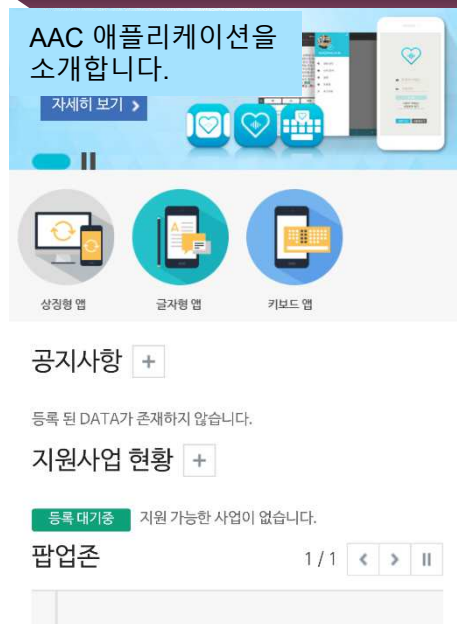 AAC 애플리케이션을
소개합니다.
자세히 보기 >
상징형 앱
글자형 앱
키보드 앱
공지사항 +
등록 된 DATA가 존재하지 않습니다.
지원사업 현황 +
등록 대기중 지원 가능한 사업이 없습니다.
팝업존 1 / 1 < > II